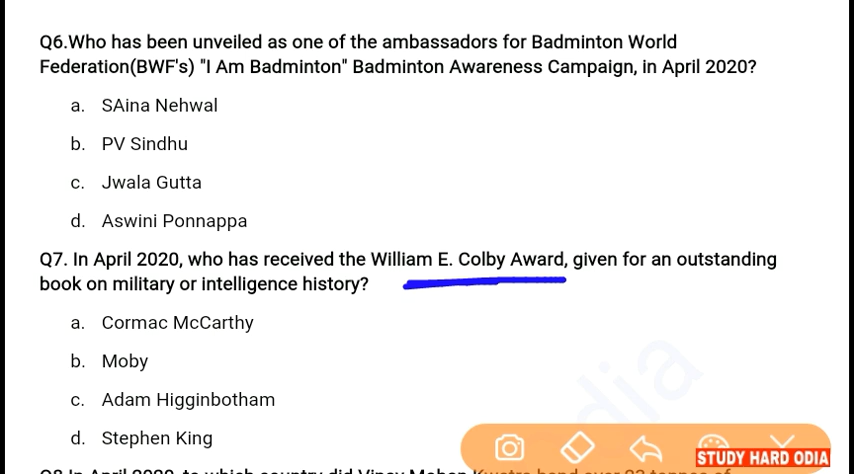 Q6.Who has been unveiled as one of the ambassadors for Badminton World
Federation(BWF's) "I Am Badminton" Badminton Awareness Campaign, in April 2020?
a. SAina Nehwal
b. PV Sindhu
c. Jwala Gutta
d. Aswini Ponnappa
Q7. In April 2020, who has received the William E. Colby Award, given for an outstanding
book on military or intelligence history?
a. Cormac McCarthy
b. Moby
c. Adam Higginbotham
d. Stephen King
STUDY HARD ODIA
dia